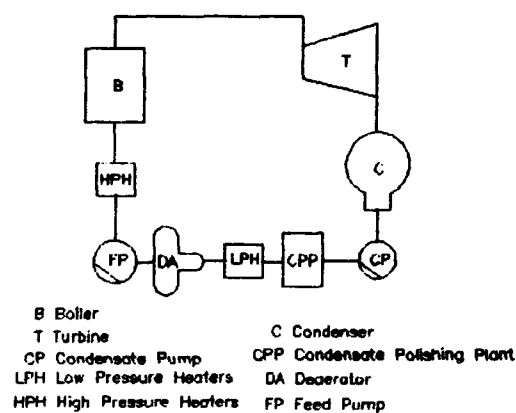 B
T
HPH
C
FP
DA
LPH
CPP
CP
B Boiler
T Turbine
C Condenser
CP Condensate Pump
CPP Condensate Polishing Plant
LPH Low Pressure Heaters
DA Deaerator
HPH High Pressure Heaters
FP Feed Pump